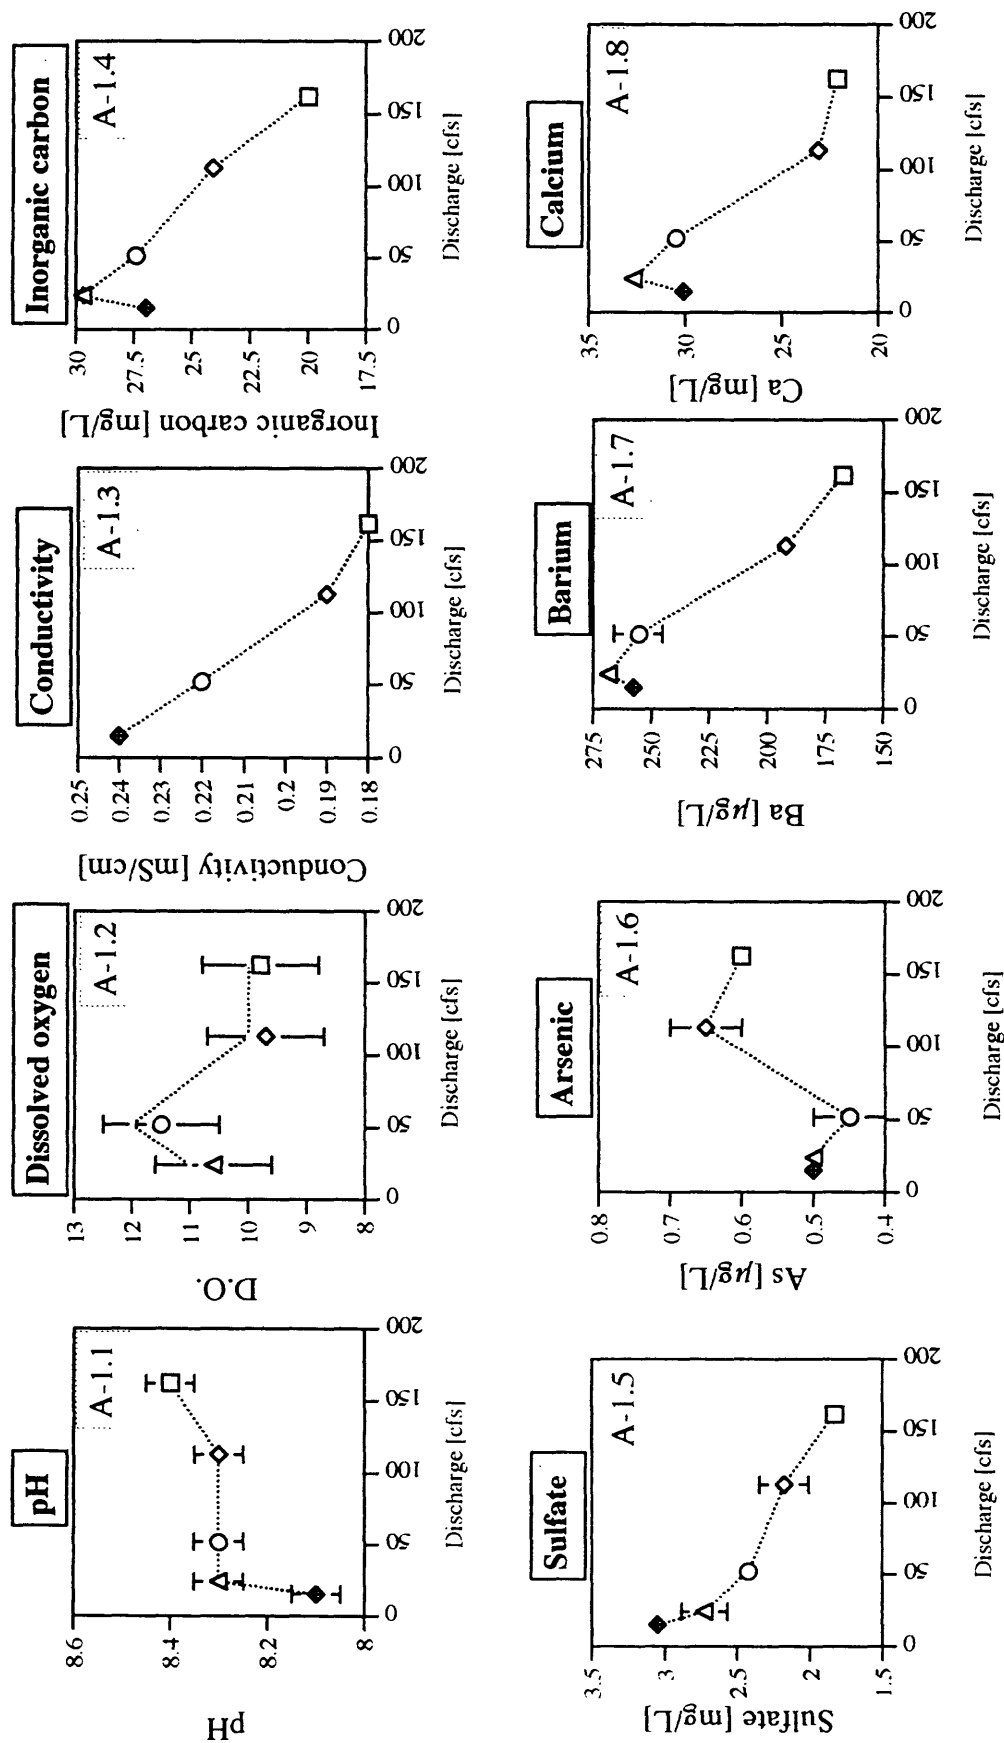 pH
A-1.1
pH
8.6
8.4
8.2
8
0
50
100
150
200
Discharge [cfs]
Dissolved oxygen
A-1.2
D.O.
13
12
11
10
9
8
0
50
100
150
200
Discharge [cfs]
Conductivity
A-1.3
Conductivity [mS/cm]
0.25
0.24
0.23
0.22
0.21
0.2
0.19
0.18
0
50
100
150
200
Discharge [cfs]
Inorganic carbon
A-1.4
Inorganic carbon [mg/L]
30
27.5
25
22.5
20
17.5
0
50
100
150
200
Discharge [cfs]
Sulfate
A-1.5
Sulfate [mg/L]
3.5
3
2.5
2
1.5
0
50
100
150
200
Discharge [cfs]
Arsenic
A-1.6
As [µg/L]
0.8
0.7
0.6
0.5
0.4
0
50
100
150
200
Discharge [cfs]
Barium
A-1.7
Ba [µg/L]
275
250
225
200
175
150
0
50
100
150
200
Discharge [cfs]
Calcium
A-1.8
Ca [mg/L]
35
30
25
20
0
50
100
150
200
Discharge [cfs]